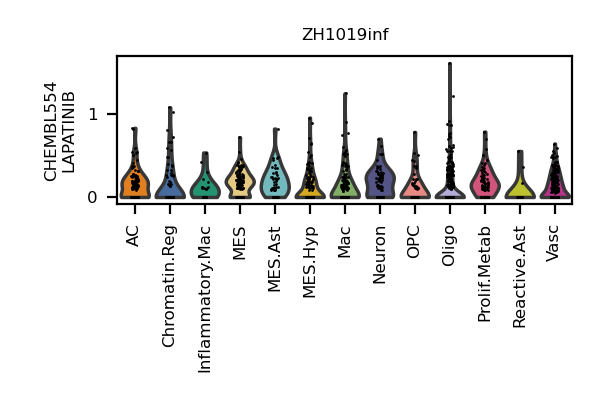 ZH1019inf
CHEMBL554
LAPATINIB
1
0
AC
Chromatin.Reg
Inflammatory.Mac
MES
MES.Ast
MES.Hyp
Mac
Neuron
OPC
Oligo
Prolif.Metab
Reactive.Ast
Vasc